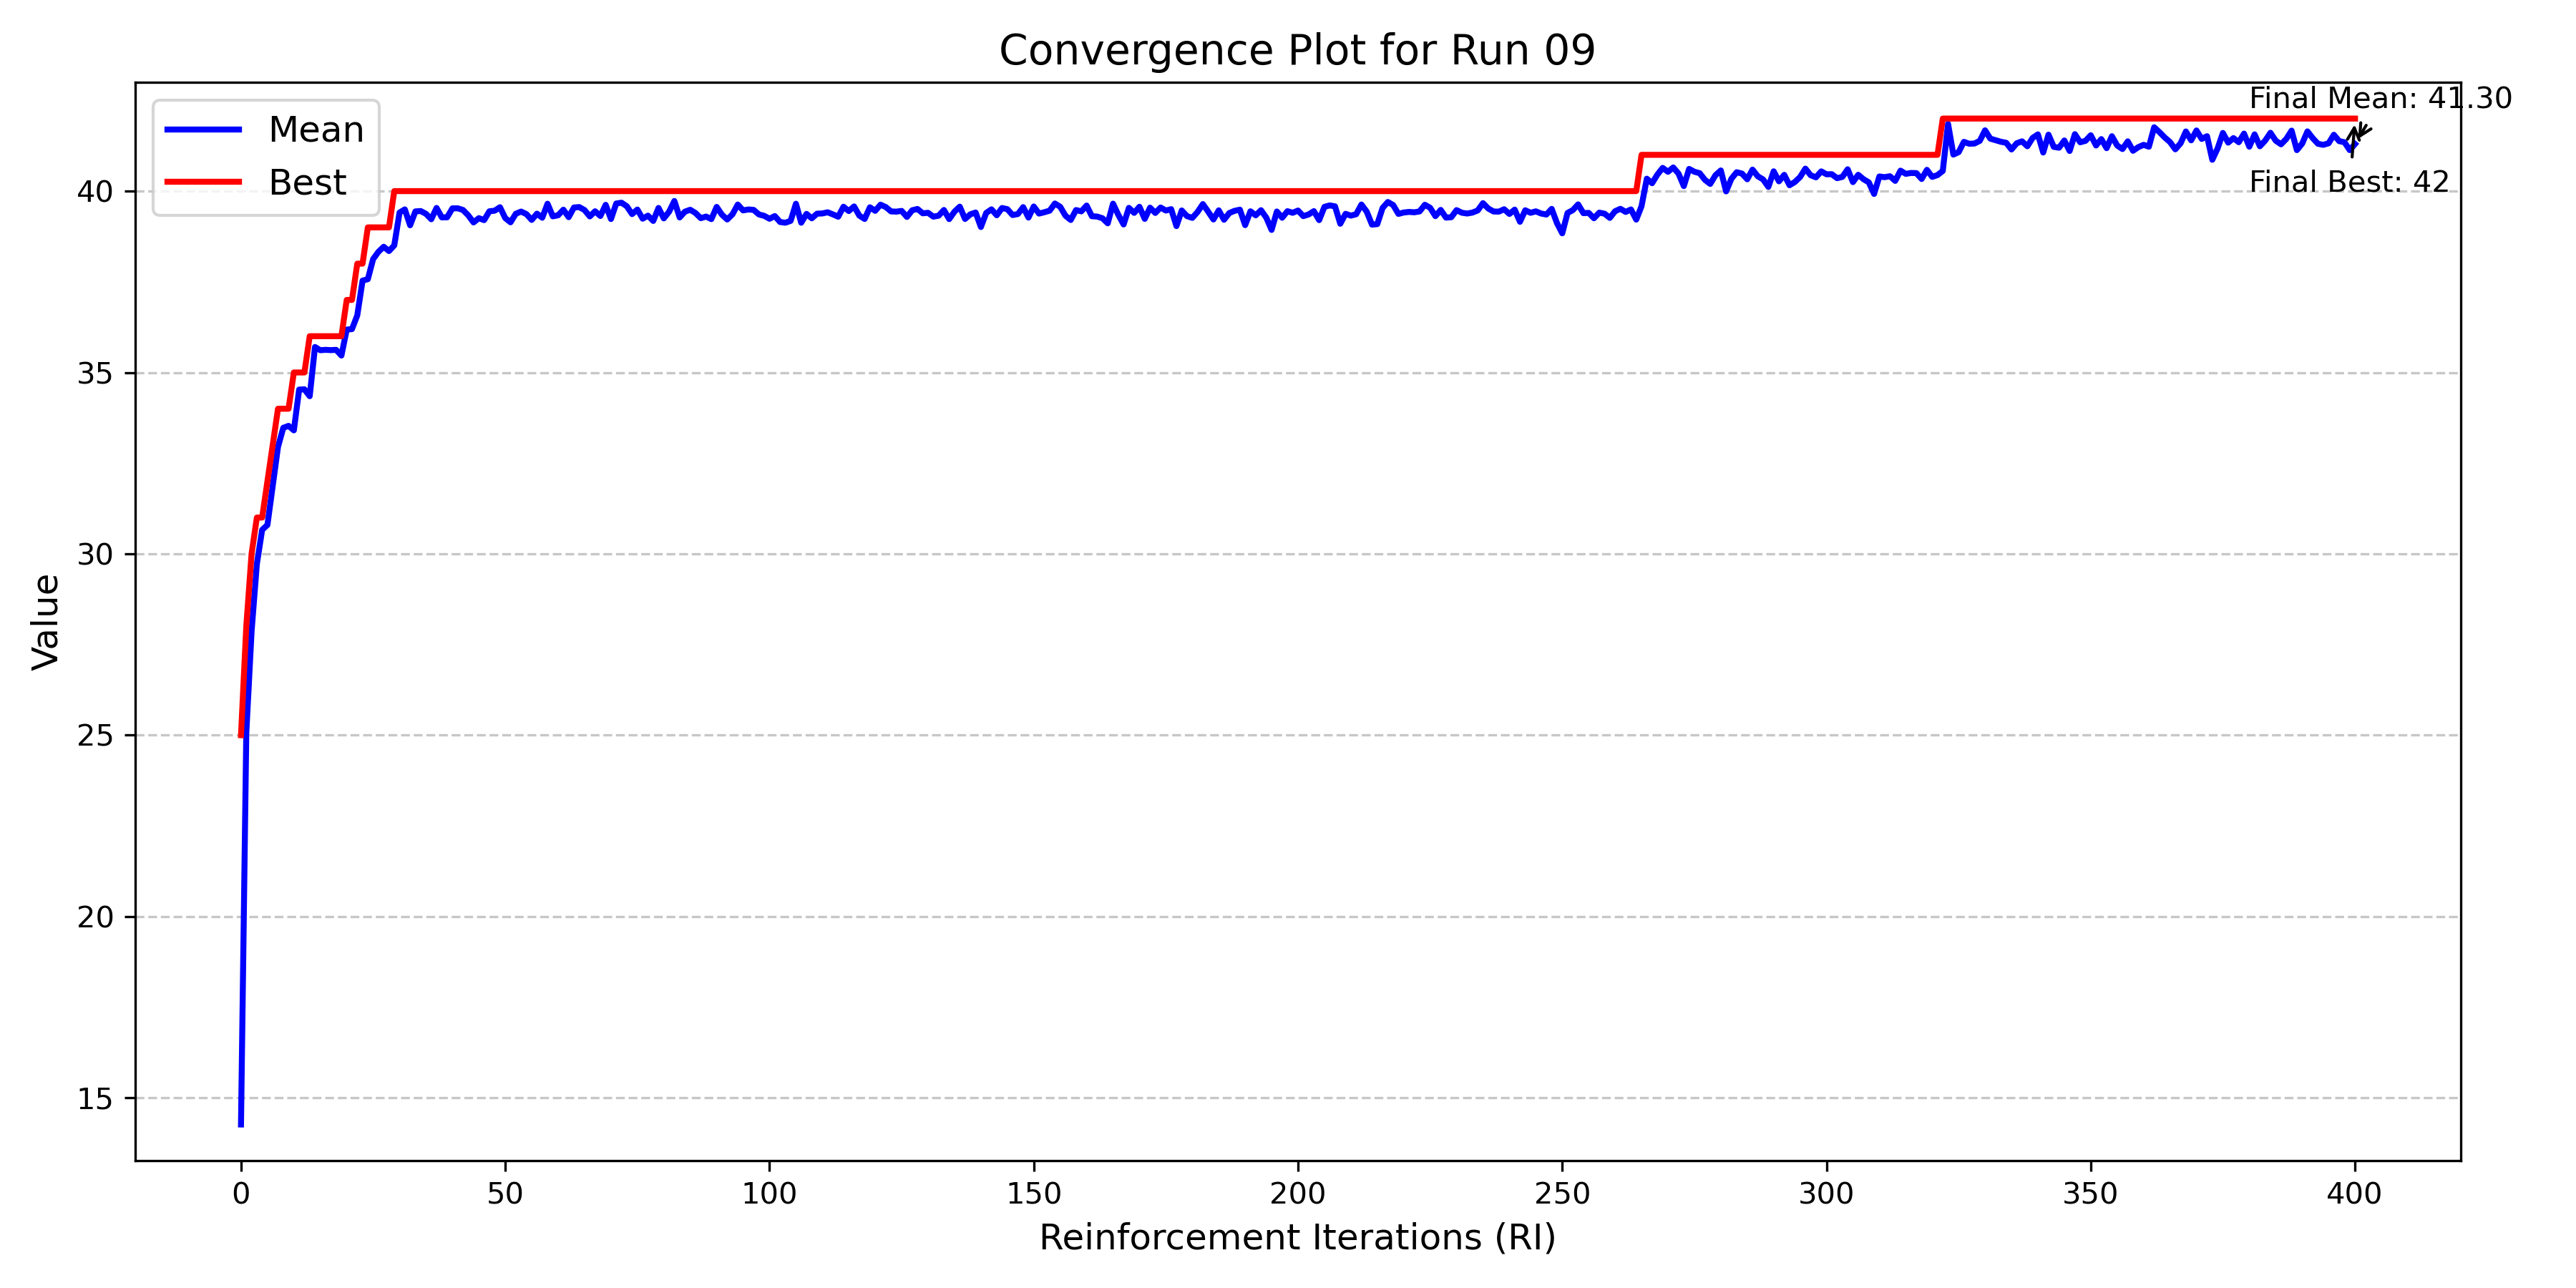 Convergence Plot for Run 09
Mean
Best
Final Mean: 41.30
Final Best: 42
Value
40
35
30
25
20
15
0 50 100 150 200 250 300 350 400
Reinforcement Iterations (RI)